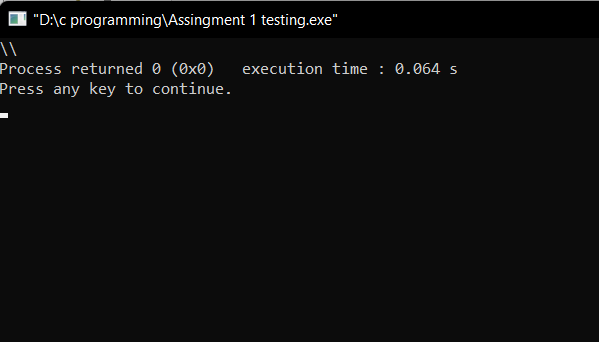 "D:\c programming\Assingment 1 testing.exe"
\\
Process returned 0 (0x0)   execution time : 0.064 s
Press any key to continue.